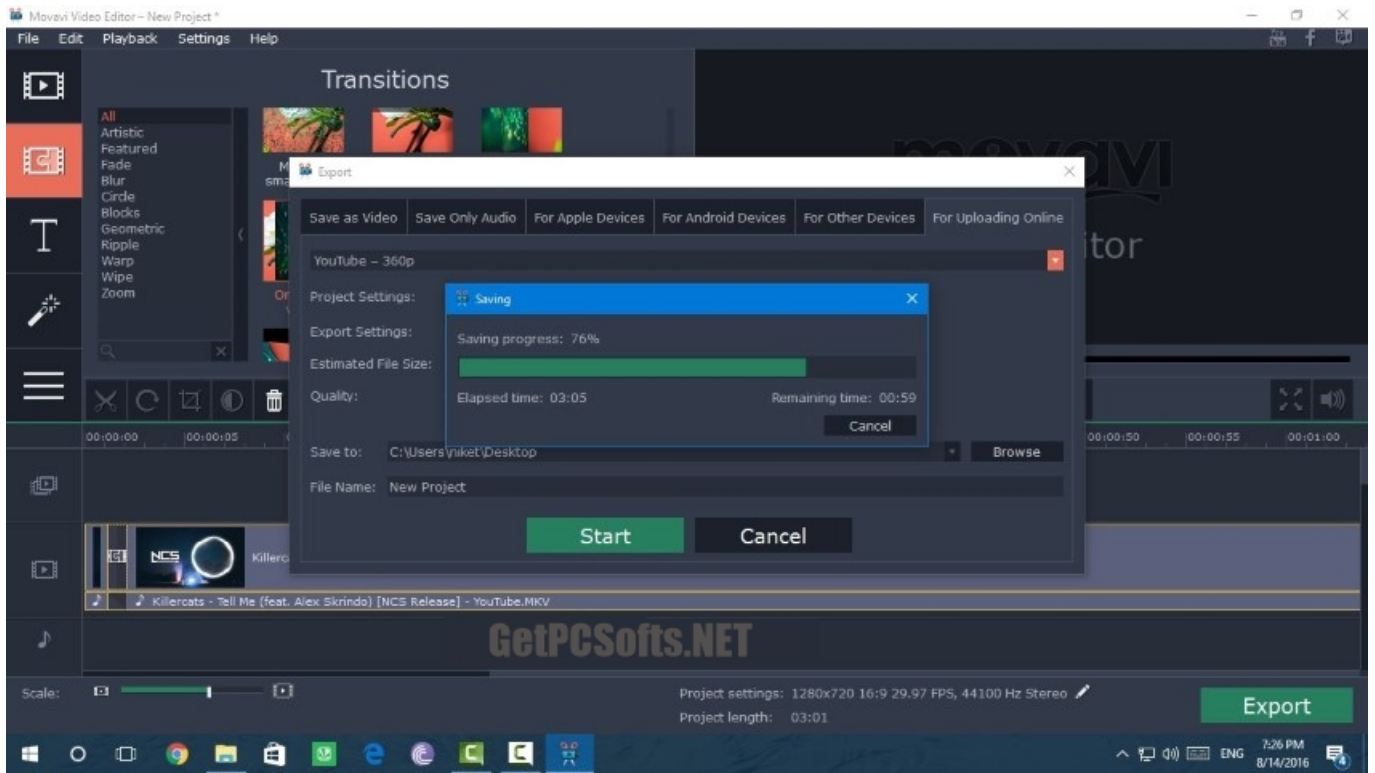 Movavi Video Editor – New Project *
File Edit Playback Settings Help
Transitions
All
Artistic
Featured
Fade
Blur
Circle
Blocks
Geometric
Ripple
Warp
Wipe
Zoom
movavi
itor
Export
Save as Video Save Only Audio For Apple Devices For Android Devices For Other Devices For Uploading Online
YouTube – 360p
Project Settings:
Export Settings:
Estimated File Size:
Quality:
Saving
Saving progress: 76%
Elapsed time: 03:05 Remaining time: 00:59
Cancel
Save to: C:\Users\niket\Desktop Browse
File Name: New Project
Start Cancel
00:00:00 00:00:05 00:00:50 00:00:55 00:01:00
NCS Killerc
Killercats - Tell Me (feat. Alex Skrindo) [NCS Release] - YouTube.MKV
GetPCSofts.NET
Scale:
Project settings: 1280x720 16:9 29.97 FPS, 44100 Hz Stereo
Project length: 03:01
Export
ENG 7:26 PM
8/14/2016